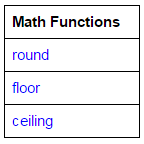 Math Functions
round
floor
ceiling